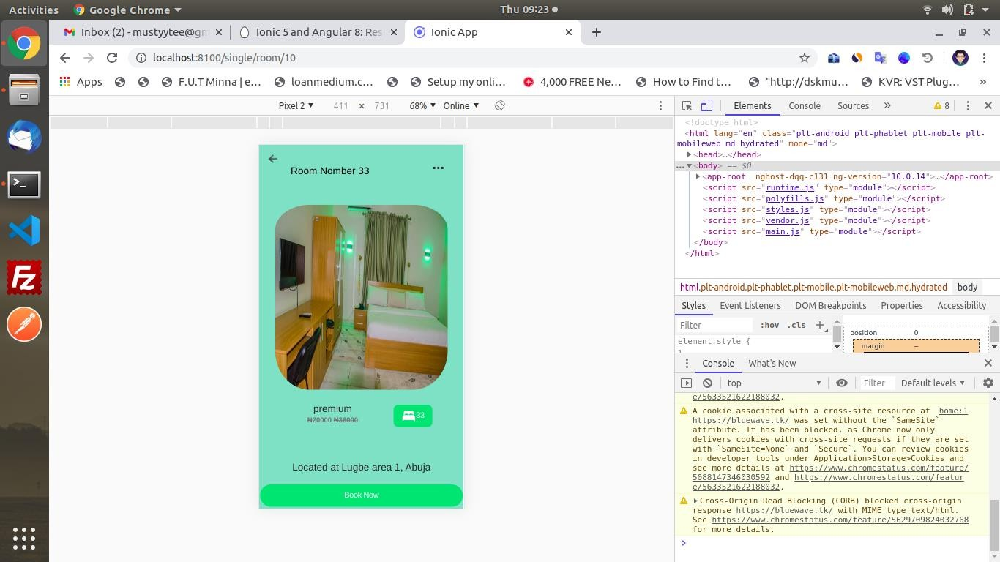 Activities
Google Chrome
Thu 09:23
Inbox (2) - mustyytee@gm
Ionic 5 and Angular 8: Res
Ionic App
localhost:8100/single/room/10
Apps
F.U.T Minna | e…
loanmedium.c…
Setup my onli…
4,000 FREE Ne…
How to Find t…
"http://dskmu…
KVR: VST Plug…
»
Pixel 2
411 × 731
68%
Online
Elements
Console
Sources
»
8
<!doctype html>
<html lang="en" class="plt-android plt-phablet plt-mobile plt-
mobileweb md hydrated" mode="md">
<head>…</head>
… <body> == $0
<app-root _nghost-dqq-c131 ng-version="10.0.14">…</app-root>
<script src="runtime.js" type="module"></script>
<script src="polyfills.js" type="module"></script>
<script src="styles.js" type="module"></script>
<script src="vendor.js" type="module"></script>
<script src="main.js" type="module"></script>
</body>
</html>
html.plt-android.plt-phablet.plt-mobile.plt-mobileweb.md.hydrated body
Styles
Event Listeners
DOM Breakpoints
Properties
Accessibility
Filter
:hov .cls +
element.style {
position 0
margin –
Console
What's New
top
Filter
Default levels
e/5633521622188032.
A cookie associated with a cross-site resource at home:1
https://bluewave.tk/ was set without the `SameSite`
attribute. It has been blocked, as Chrome now only
delivers cookies with cross-site requests if they are set
with `SameSite=None` and `Secure`. You can review cookies
in developer tools under Application>Storage>Cookies and
see more details at https://www.chromestatus.com/feature/
5088147346030592 and https://www.chromestatus.com/featur
e/5633521622188032.
Cross-Origin Read Blocking (CORB) blocked cross-origin
response https://bluewave.tk/ with MIME type text/html.
See https://www.chromestatus.com/feature/5629709824032768
for more details.
Room Nomber 33
premium
₦20000 ₦36000
33
Located at Lugbe area 1, Abuja
Book Now
Fz